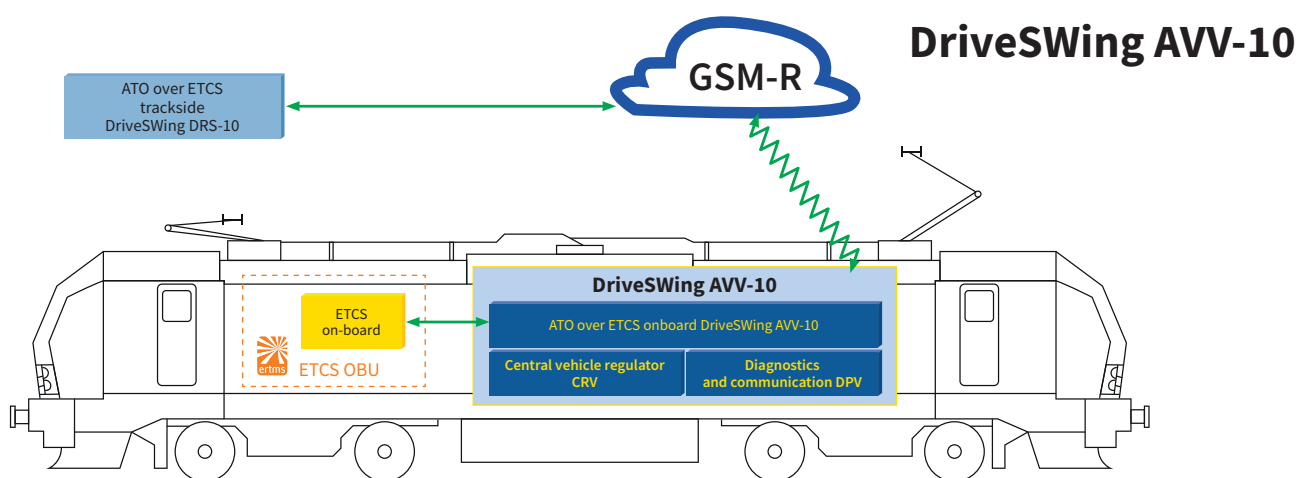 DriveSWing AVV-10
GSM-R
ATO over ETCS
trackside
DriveSWing DRS-10
DriveSWing AVV-10
ETCS
on-board
ATO over ETCS onboard DriveSWing AVV-10
ertms
ETCS OBU
Central vehicle regulator
CRV
Diagnostics
and communication DPV